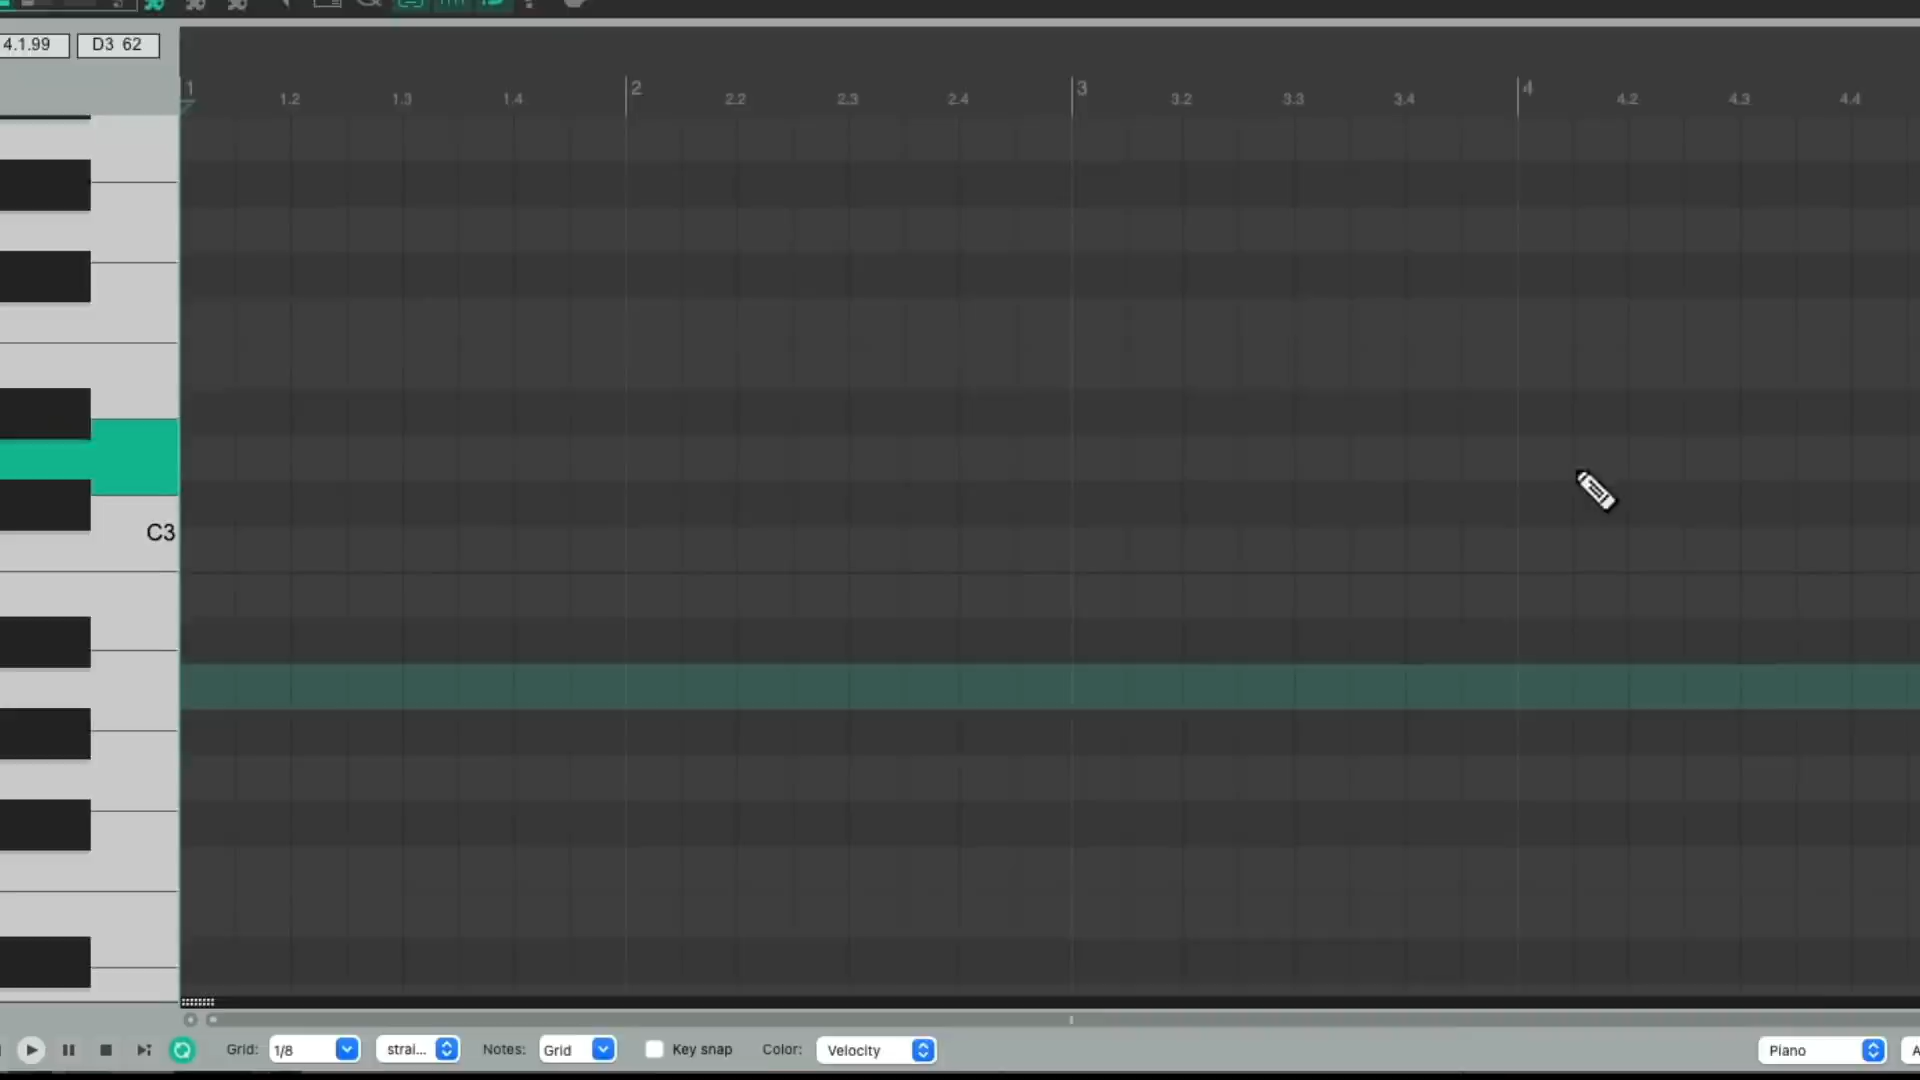 4.1.99 D3 62
1 2 3 4
1.2 1.3 1.4 2.2 2.3 2.4 3.2 3.3 3.4 4.2 4.3 4.4
C3
Grid: 1/8 strai... Notes: Grid Key snap Color: Velocity Piano A